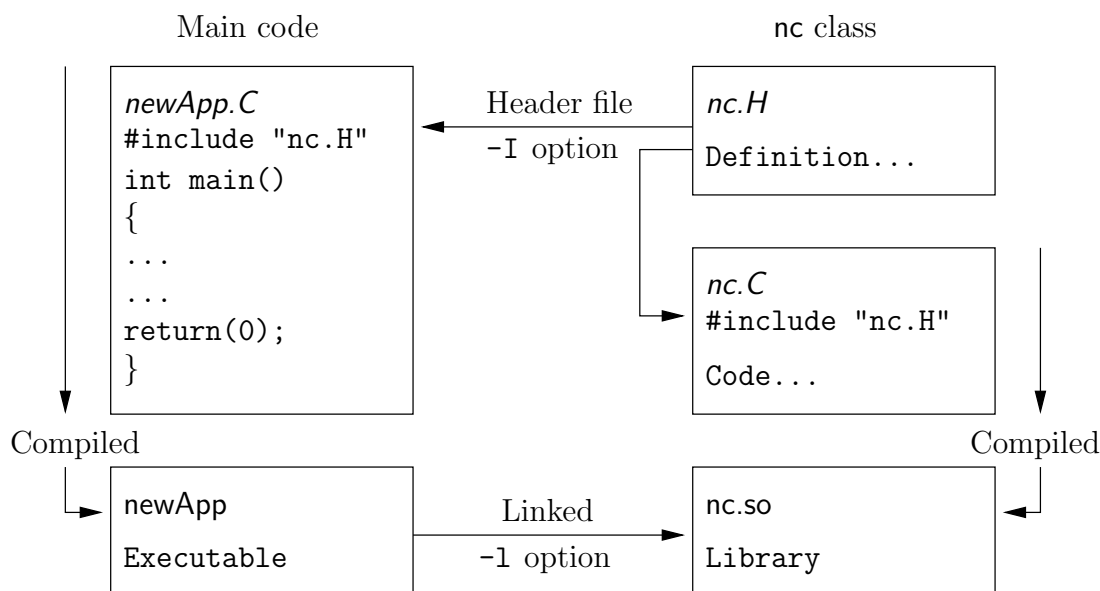 Main code
nc class
newApp.C
#include "nc.H"
int main()
{
...
...
return(0);
}
Header file
-I option
nc.H
Definition...
nc.C
#include "nc.H"
Code...
Compiled
Compiled
newApp
Executable
Linked
-l option
nc.so
Library